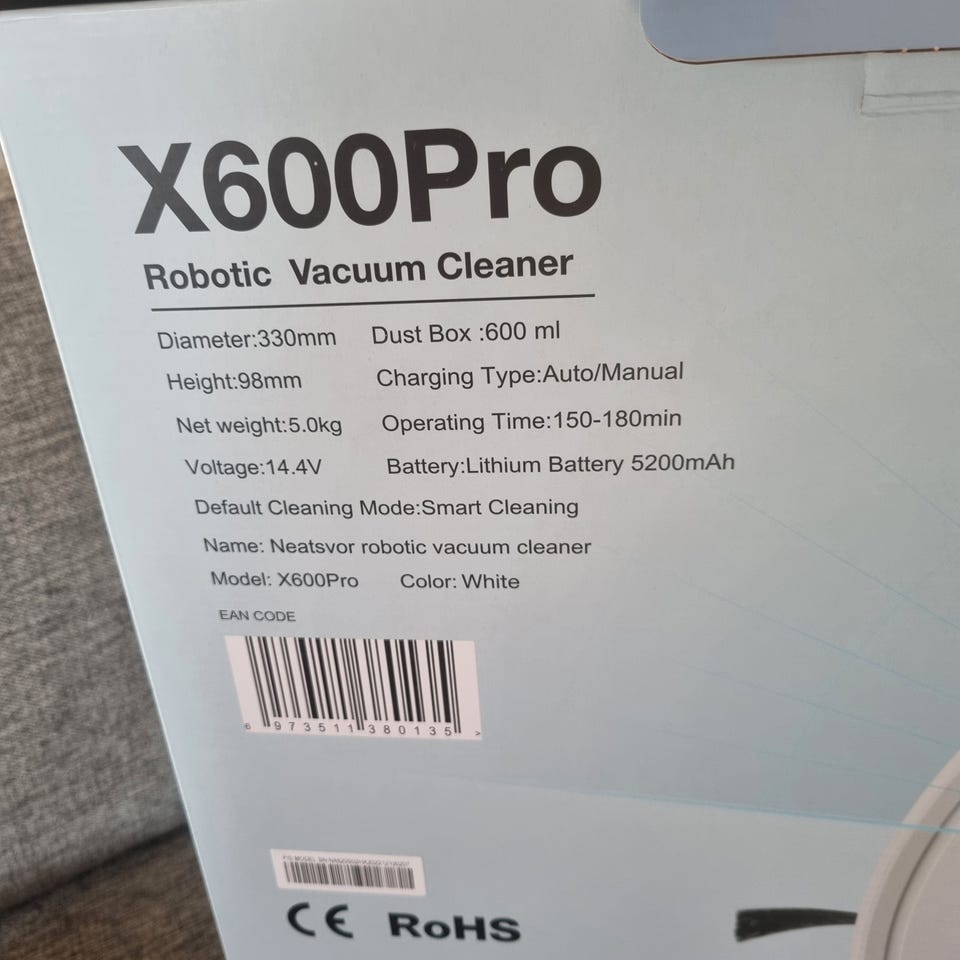 X600Pro
Robotic Vacuum Cleaner
Diameter:330mm Dust Box :600 ml
Height:98mm Charging Type:Auto/Manual
Net weight:5.0kg Operating Time:150-180min
Voltage:14.4V Battery:Lithium Battery 5200mAh
Default Cleaning Mode:Smart Cleaning
Name: Neatsvor robotic vacuum cleaner
Model: X600Pro Color: White
EAN CODE
6 973511 380135 >
CE RoHS